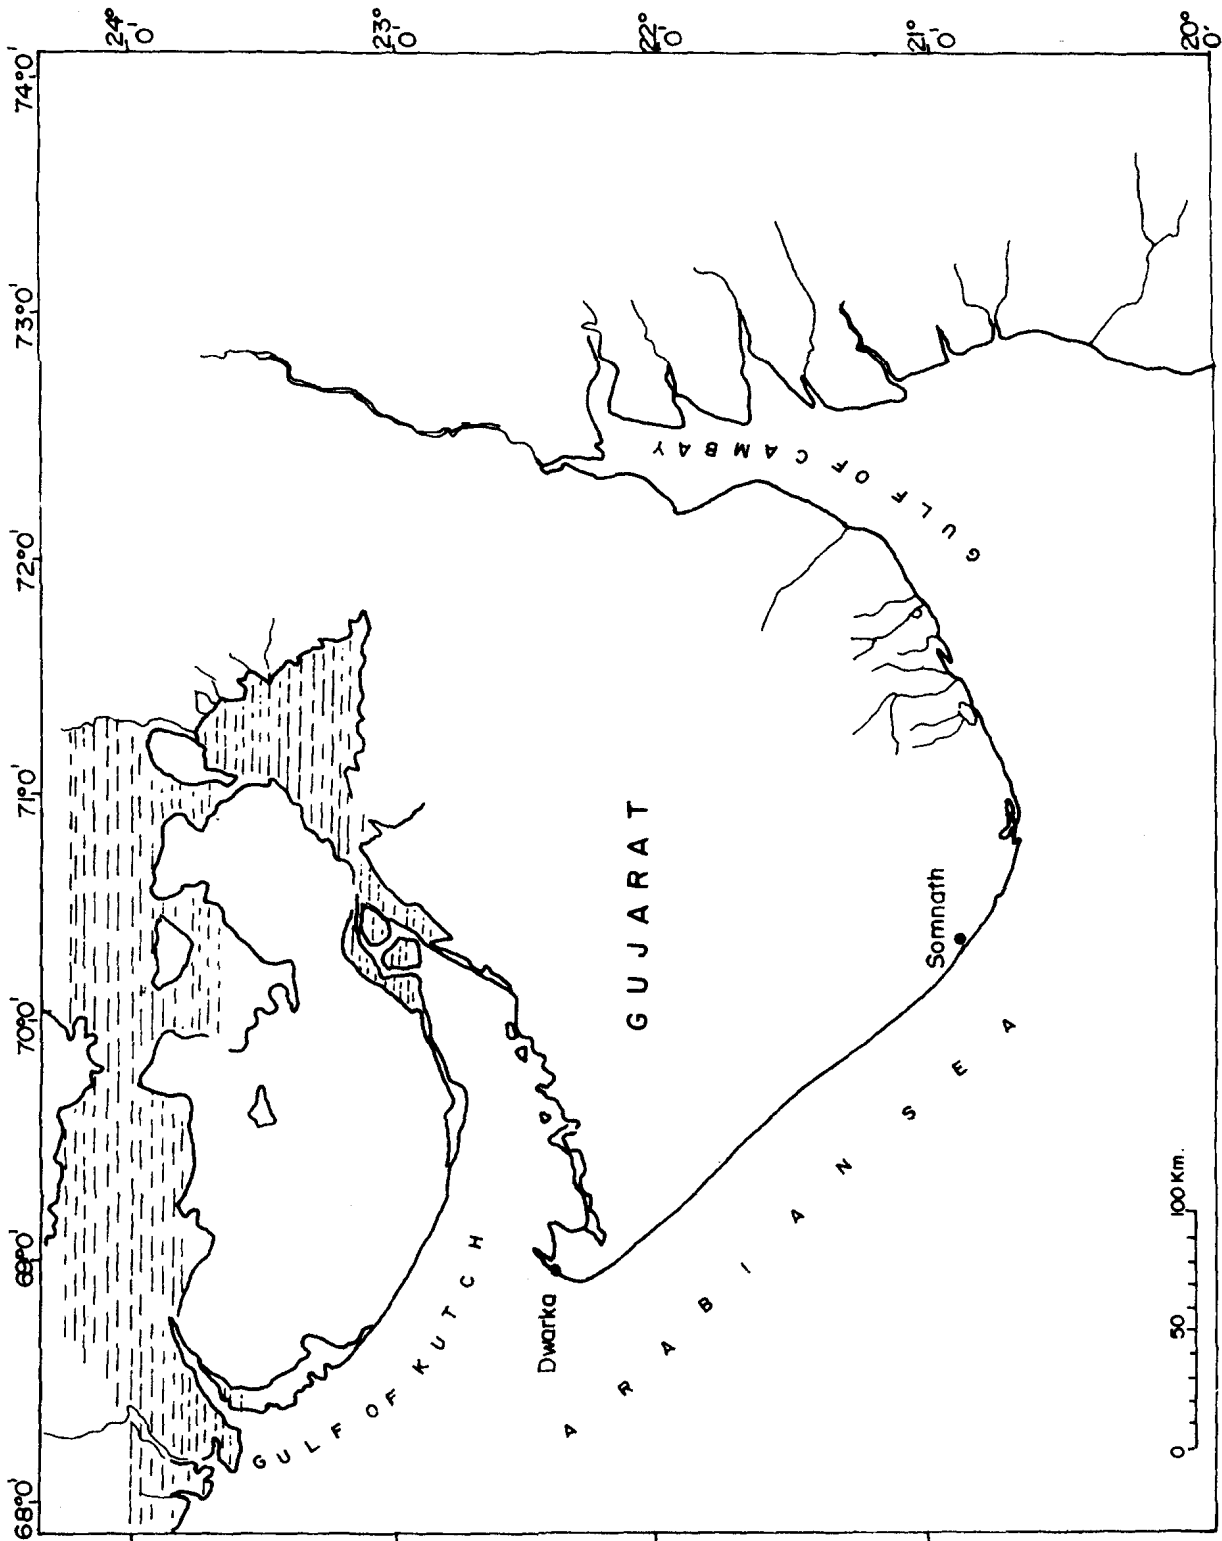 68°0' 69°0' 70°0' 71°0' 72°0' 73°0' 74°0'
24°
0'
23°
0'
22°
0'
21°
0'
20°
0'
GULF OF KUTCH
Dwarka
GUJARAT
GULF OF CAMBAY
Somnath
ARABIAN SEA
0 50 100 Km.